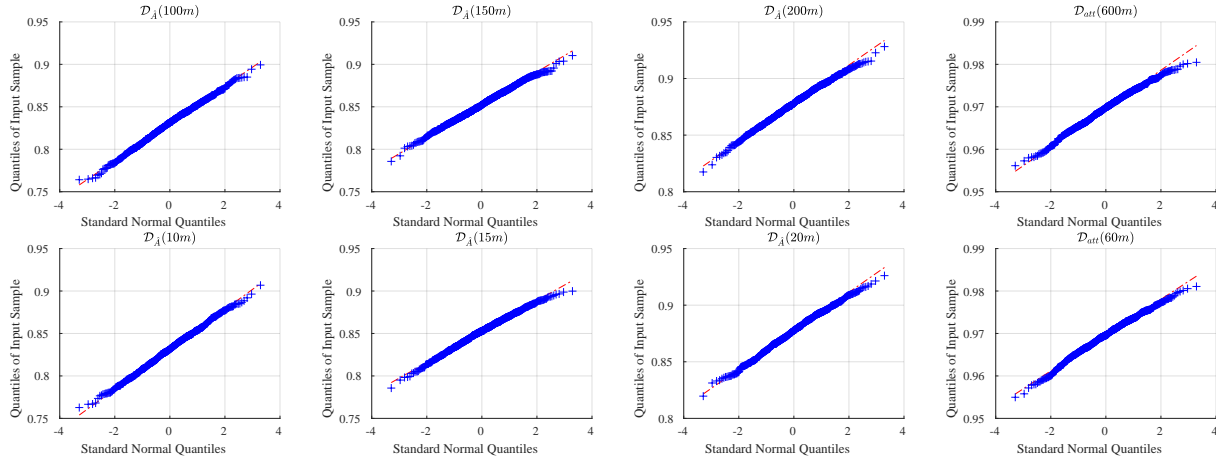 𝒟_Â(100m) 𝒟_Â(150m) 𝒟_Â(200m) 𝒟_att(600m)
Quantiles of Input Sample
0.95
0.9
0.85
0.8
0.75
-4 -2 0 2 4
Standard Normal Quantiles
Quantiles of Input Sample
0.95
0.9
0.85
0.8
0.75
-4 -2 0 2 4
Standard Normal Quantiles
Quantiles of Input Sample
0.95
0.9
0.85
0.8
-4 -2 0 2 4
Standard Normal Quantiles
Quantiles of Input Sample
0.99
0.98
0.97
0.96
0.95
-4 -2 0 2 4
Standard Normal Quantiles
𝒟_Â(10m) 𝒟_Â(15m) 𝒟_Â(20m) 𝒟_att(60m)
Quantiles of Input Sample
0.95
0.9
0.85
0.8
0.75
-4 -2 0 2 4
Standard Normal Quantiles
Quantiles of Input Sample
0.95
0.9
0.85
0.8
0.75
-4 -2 0 2 4
Standard Normal Quantiles
Quantiles of Input Sample
0.95
0.9
0.85
0.8
-4 -2 0 2 4
Standard Normal Quantiles
Quantiles of Input Sample
0.99
0.98
0.97
0.96
0.95
-4 -2 0 2 4
Standard Normal Quantiles